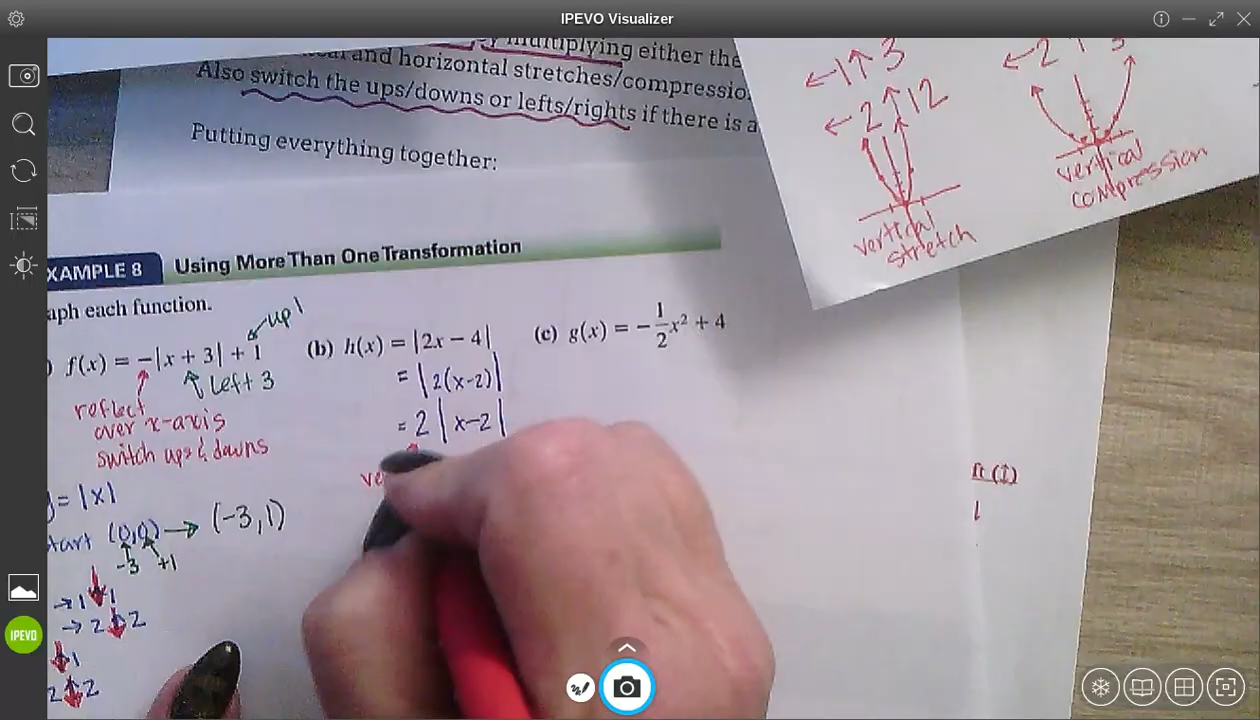 IPEVO Visualizer
multiplying either the
and horizontal stretches/compressio
Also switch the ups/downs or lefts/rights if there is a
Putting everything together:
←1↑3
←2↑12
vertical
stretch
←2
vertical
compression
XAMPLE 8 Using More Than One Transformation
aph each function.
) f(x) = −|x + 3| + 1
up 1
left 3
reflect
over x-axis
switch ups & downs
y = |x|
tart (0,0) → (-3,1)
-3 +1
→1 1
→2 2
1
2 2
(b) h(x) = |2x − 4|
= |2(x-2)|
= 2|x-2|
ve
(c) g(x) = −1/2x² + 4
IPEVO